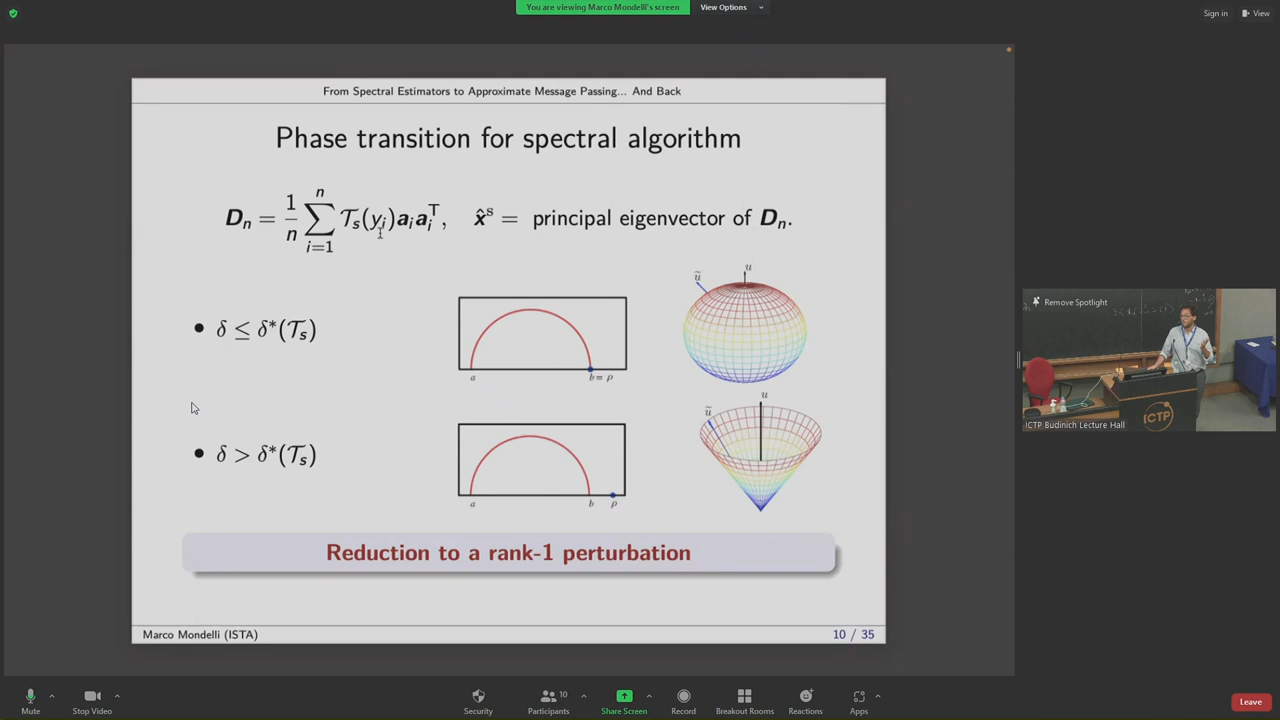 You are viewing Marco Mondelli's screen
View Options
Sign in
View
From Spectral Estimators to Approximate Message Passing... And Back
Phase transition for spectral algorithm
D_n = 1/n ∑_{i=1}^{n} 𝒯_s(y_i) a_i a_i^T, x̂^s = principal eigenvector of D_n.
δ ≤ δ*(𝒯_s)
a b = ρ
ũ u
δ > δ*(𝒯_s)
a b ρ
ũ u
Reduction to a rank-1 perturbation
Marco Mondelli (ISTA)
10 / 35
Remove Spotlight
ICTP
ICTP Budinich Lecture Hall
Mute
Stop Video
Security
10
Participants
Share Screen
Record
Breakout Rooms
Reactions
Apps
Leave